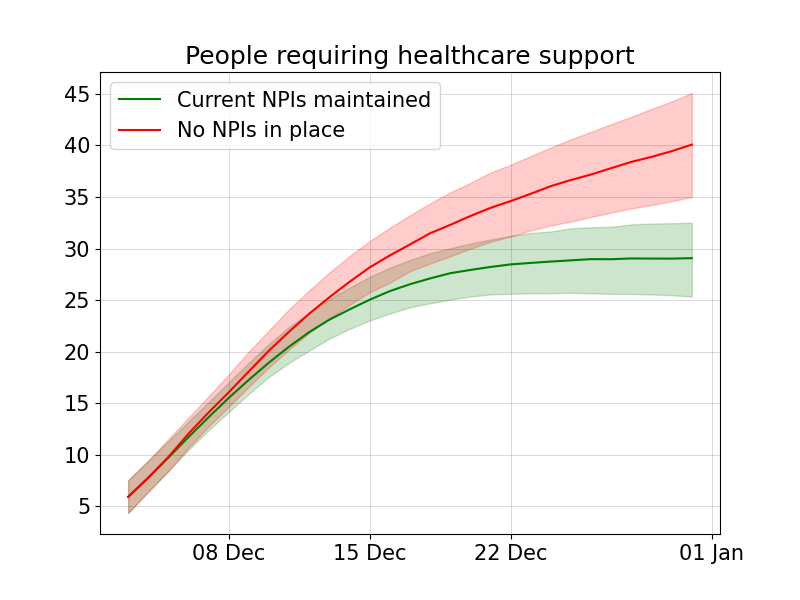 People requiring healthcare support
Current NPIs maintained
No NPIs in place
45
40
35
30
25
20
15
10
5
08 Dec
15 Dec
22 Dec
01 Jan